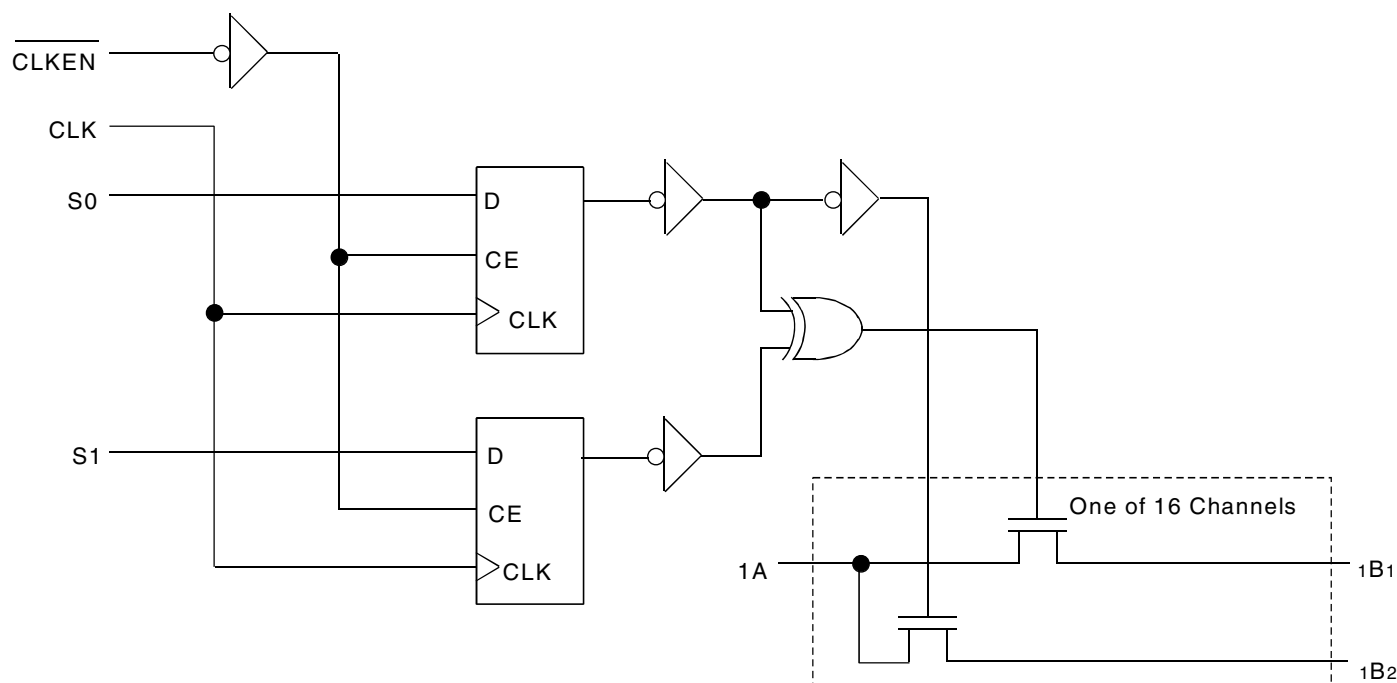 CLKEN
CLK
S0
D
CE
CLK
S1
D
CE
CLK
One of 16 Channels
1A
1B1
1B2